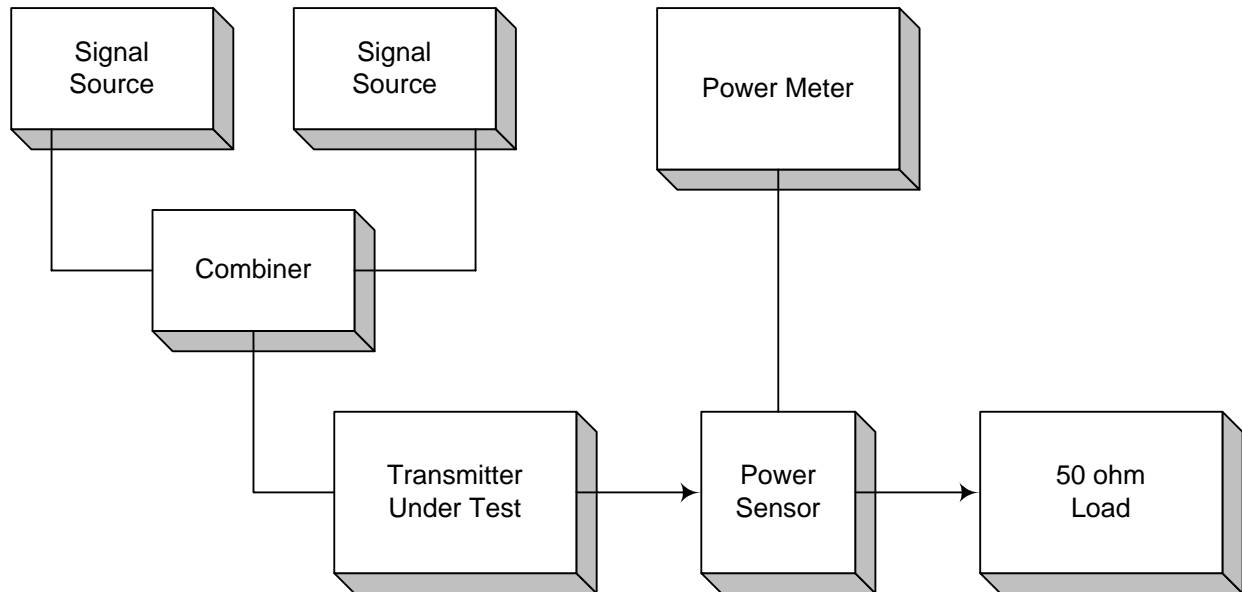 Signal
Source
Signal
Source
Power Meter
Combiner
Transmitter
Under Test
Power
Sensor
50 ohm
Load